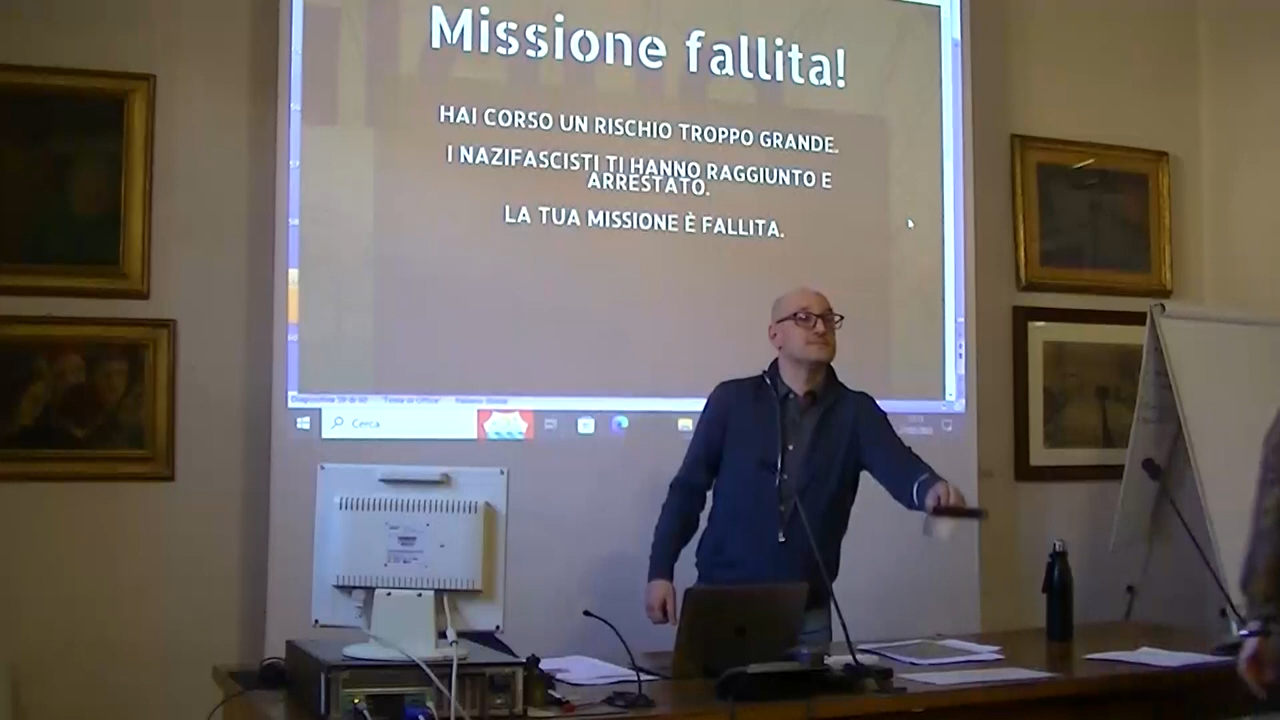 Missione fallita!
HAI CORSO UN RISCHIO TROPPO GRANDE.
I NAZIFASCISTI TI HANNO RAGGIUNTO E
ARRESTATO.
LA TUA MISSIONE È FALLITA.
Cerca